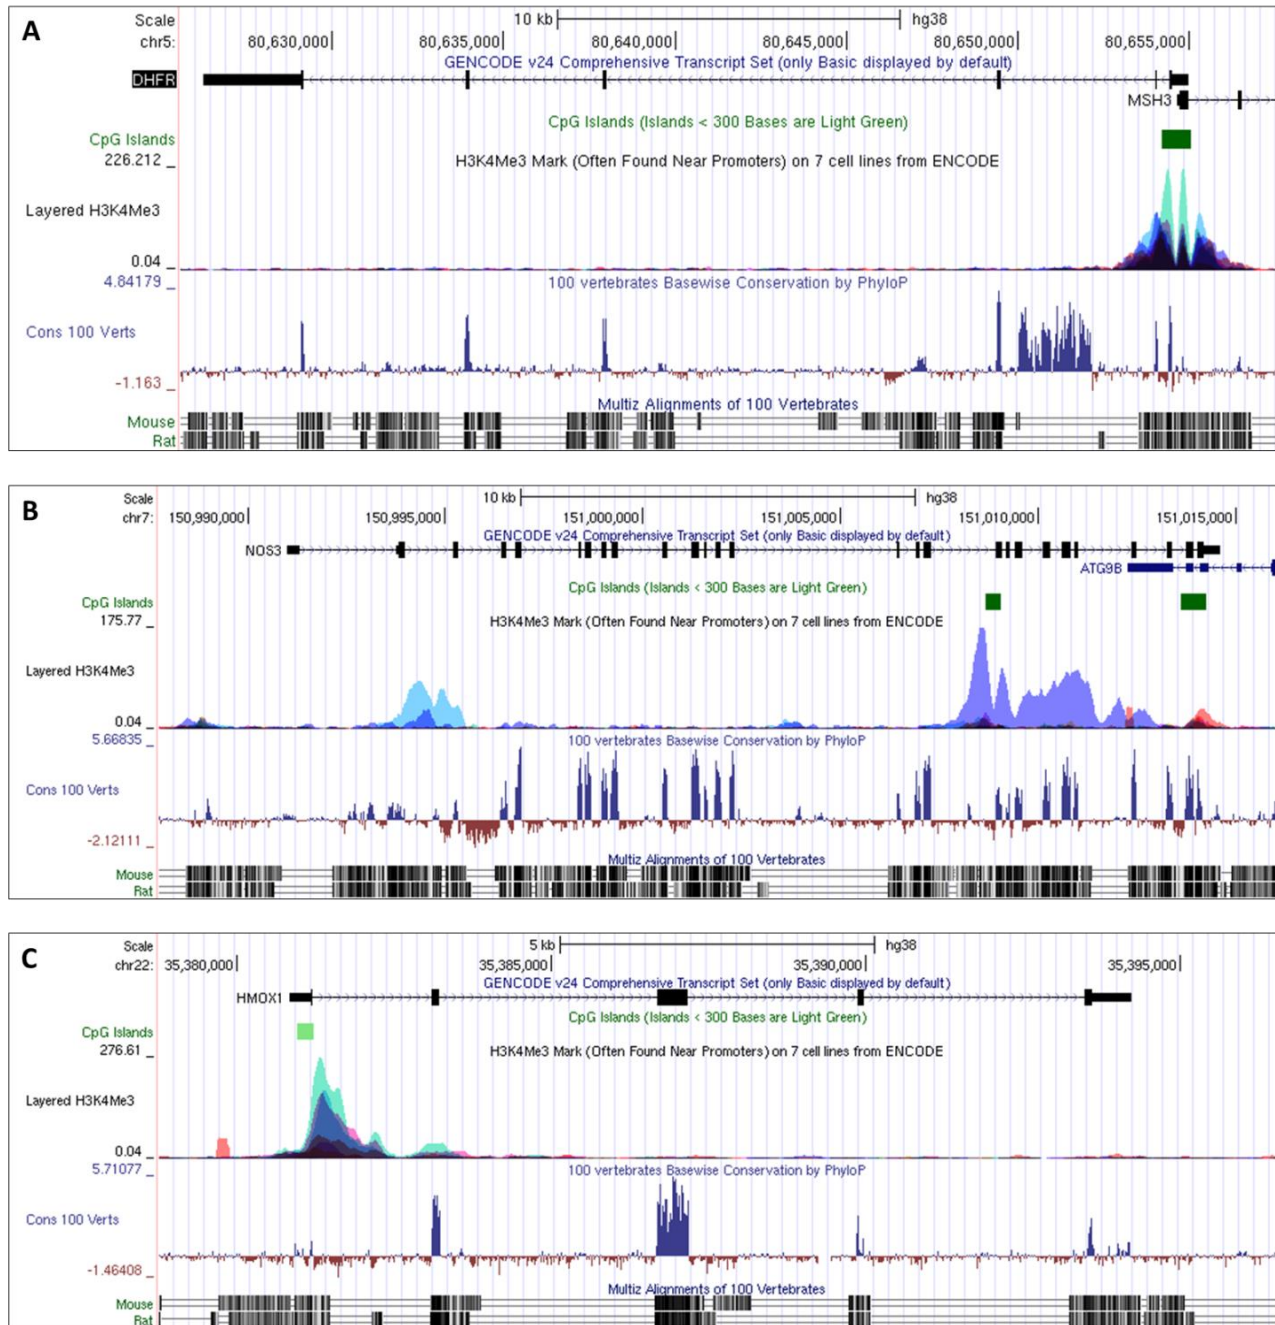 A
Scale 10 kb hg38
chr5: 80,630,000 80,635,000 80,640,000 80,645,000 80,650,000 80,655,000
GENCODE v24 Comprehensive Transcript Set (only Basic displayed by default)
DHFR
MSH3
CpG Islands (Islands < 300 Bases are Light Green)
CpG Islands
226.212 _
H3K4Me3 Mark (Often Found Near Promoters) on 7 cell lines from ENCODE
Layered H3K4Me3
0.04 _
4.84179 _
100 vertebrates Basewise Conservation by PhyloP
Cons 100 Verts
-1.163 _
Multiz Alignments of 100 Vertebrates
Mouse
Rat
B
Scale 10 kb hg38
chr7: 150,990,000 150,995,000 151,000,000 151,005,000 151,010,000 151,015,000
GENCODE v24 Comprehensive Transcript Set (only Basic displayed by default)
NOS3
ATG9B
CpG Islands (Islands < 300 Bases are Light Green)
CpG Islands
175.77 _
H3K4Me3 Mark (Often Found Near Promoters) on 7 cell lines from ENCODE
Layered H3K4Me3
0.04 _
5.66835 _
100 vertebrates Basewise Conservation by PhyloP
Cons 100 Verts
-2.12111 _
Multiz Alignments of 100 Vertebrates
Mouse
Rat
C
Scale 5 kb hg38
chr22: 35,380,000 35,385,000 35,390,000 35,395,000
GENCODE v24 Comprehensive Transcript Set (only Basic displayed by default)
HMOX1
CpG Islands (Islands < 300 Bases are Light Green)
CpG Islands
276.61 _
H3K4Me3 Mark (Often Found Near Promoters) on 7 cell lines from ENCODE
Layered H3K4Me3
0.04 _
5.71077 _
100 vertebrates Basewise Conservation by PhyloP
Cons 100 Verts
-1.46408 _
Multiz Alignments of 100 Vertebrates
Mouse
Rat